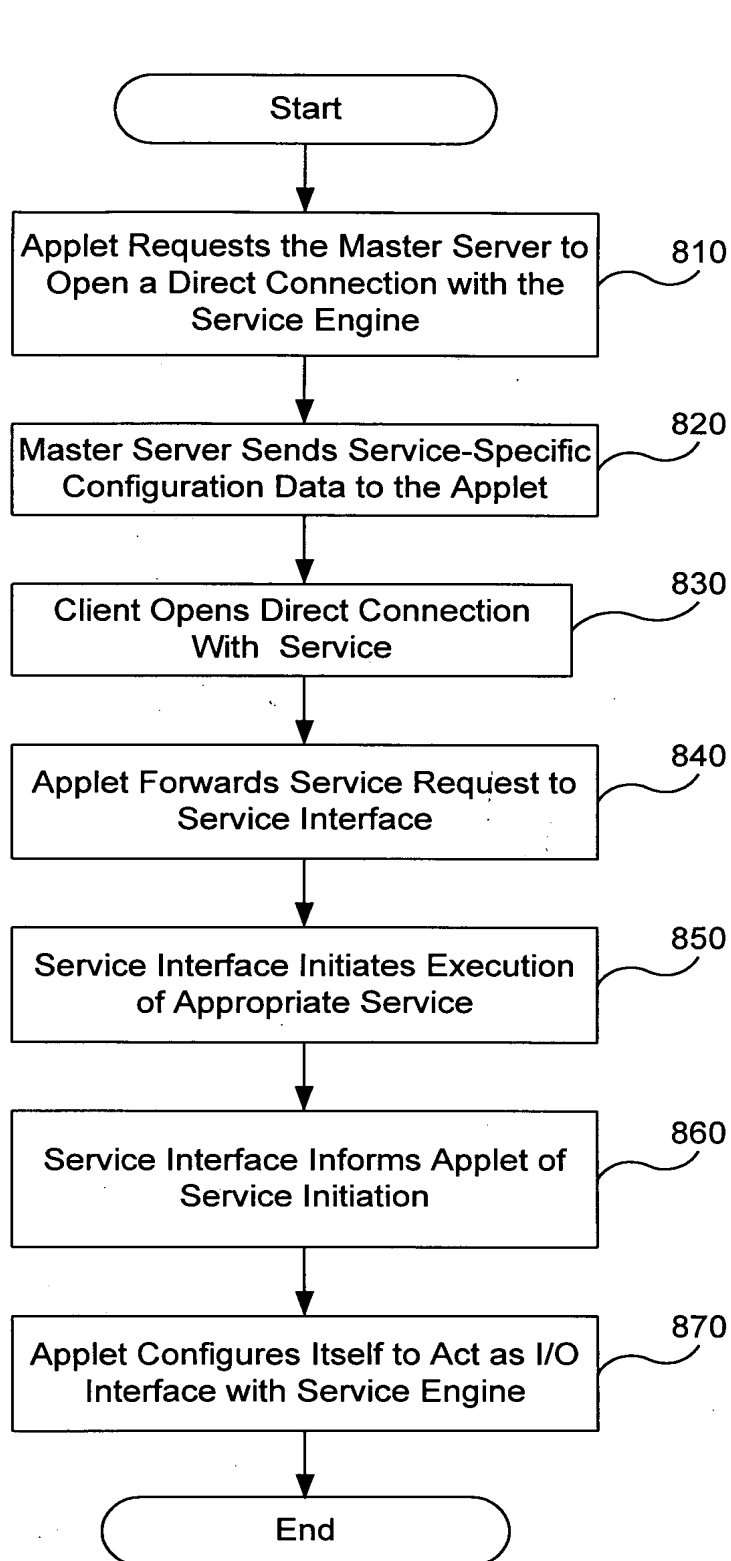 Start
Applet Requests the Master Server to
Open a Direct Connection with the
Service Engine
810
Master Server Sends Service-Specific
Configuration Data to the Applet
820
Client Opens Direct Connection
With Service
830
Applet Forwards Service Request to
Service Interface
840
Service Interface Initiates Execution
of Appropriate Service
850
Service Interface Informs Applet of
Service Initiation
860
Applet Configures Itself to Act as I/O
Interface with Service Engine
870
End